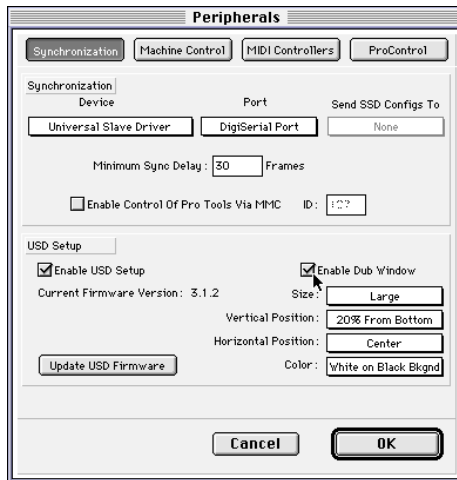 Peripherals
Synchronization Machine Control MIDI Controllers ProControl
Synchronization
Device Port Send SSD Configs To
Universal Slave Driver DigiSerial Port None
Minimum Sync Delay: 30 Frames
Enable Control Of Pro Tools Via MMC ID: 127
USD Setup
Enable USD Setup Enable Dub Window
Current Firmware Version: 3.1.2 Size: Large
Vertical Position: 20% From Bottom
Horizontal Position: Center
Update USD Firmware Color: White on Black Bkgnd
Cancel OK